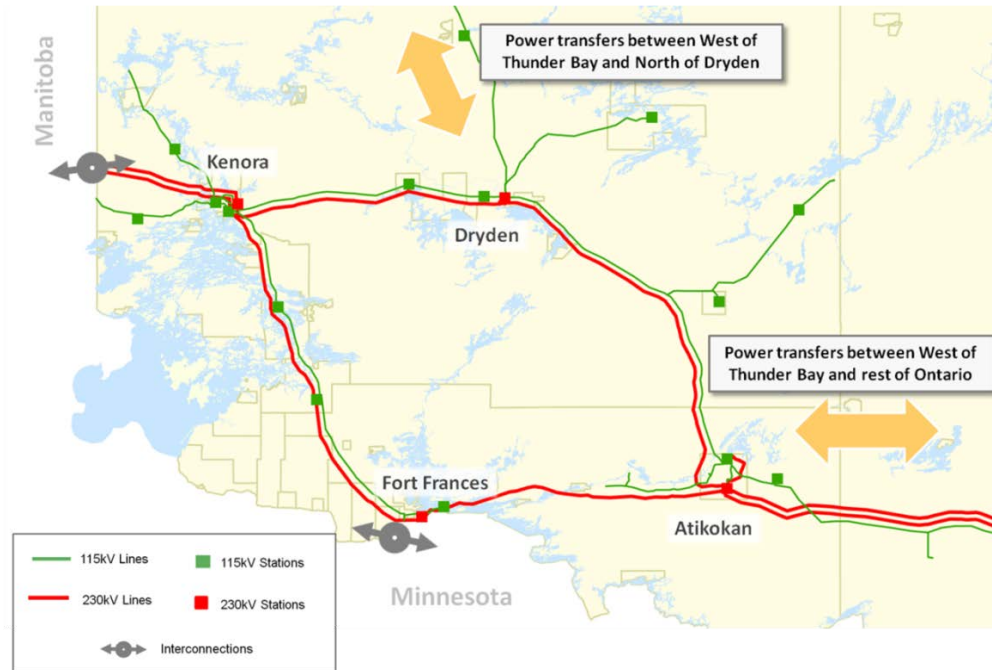 Manitoba
Power transfers between West of
Thunder Bay and North of Dryden
Kenora
Dryden
Power transfers between West of
Thunder Bay and rest of Ontario
Fort Frances
Atikokan
Minnesota
115kV Lines
115kV Stations
230kV Lines
230kV Stations
Interconnections